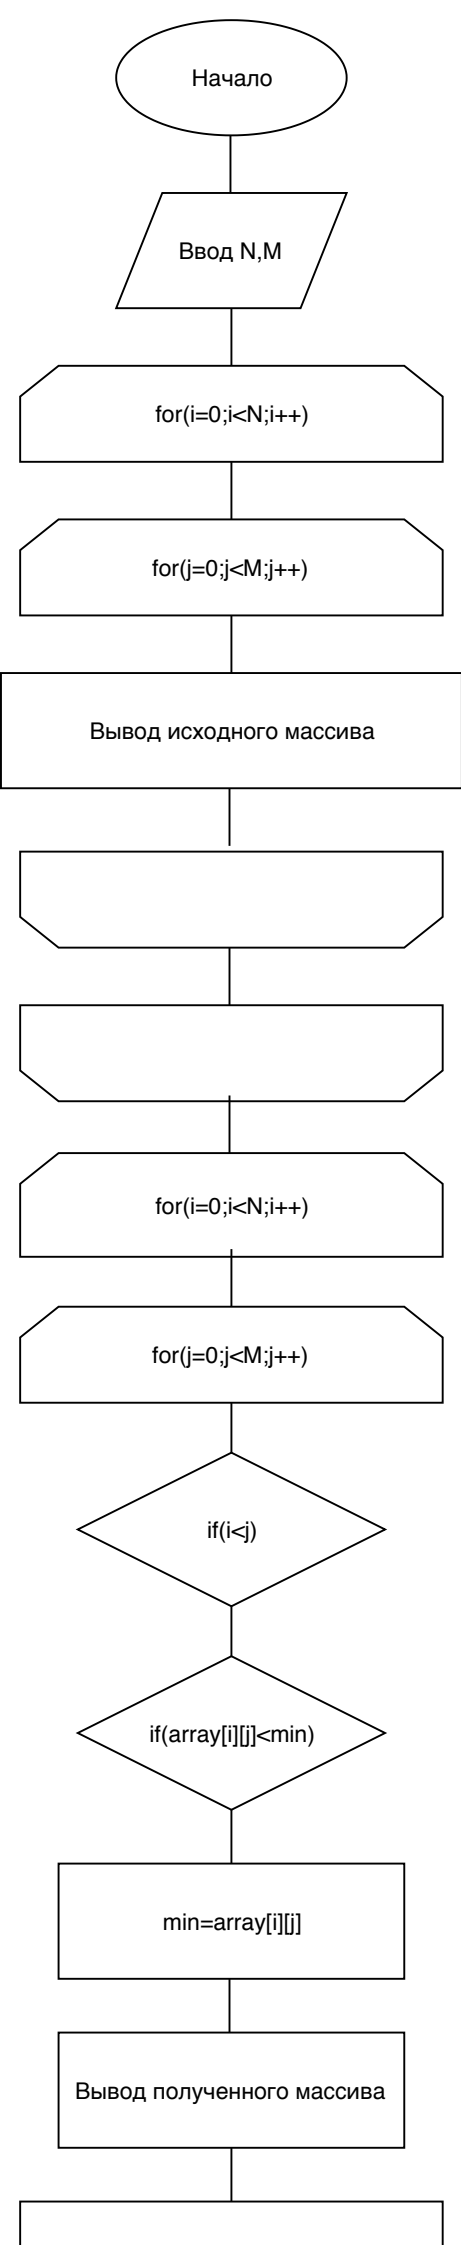 Начало
Ввод N,M
for(i=0;i<N;i++)
for(j=0;j<M;j++)
Вывод исходного массива
for(i=0;i<N;i++)
for(j=0;j<M;j++)
if(i<j)
if(array[i][j]<min)
min=array[i][j]
Вывод полученного массива